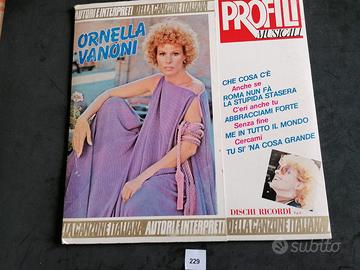 AUTORI E INTERPRETI DELLA CANZONE ITALIANA
PROFILI
MUSICALI
ORNELLA
VANONI
CHE COSA C'È
Anche se
ROMA NUN FÀ
LA STUPIDA STASERA
C'eri anche tu
ABBRACCIAMI FORTE
Senza fine
ME IN TUTTO IL MONDO
Cercami
TU SI' 'NA COSA GRANDE
DISCHI RICORDI S.p.A.
LA CANZONE ITALIANA AUTORI E INTERPRETI DELLA CANZONE ITALIANA
229
subito